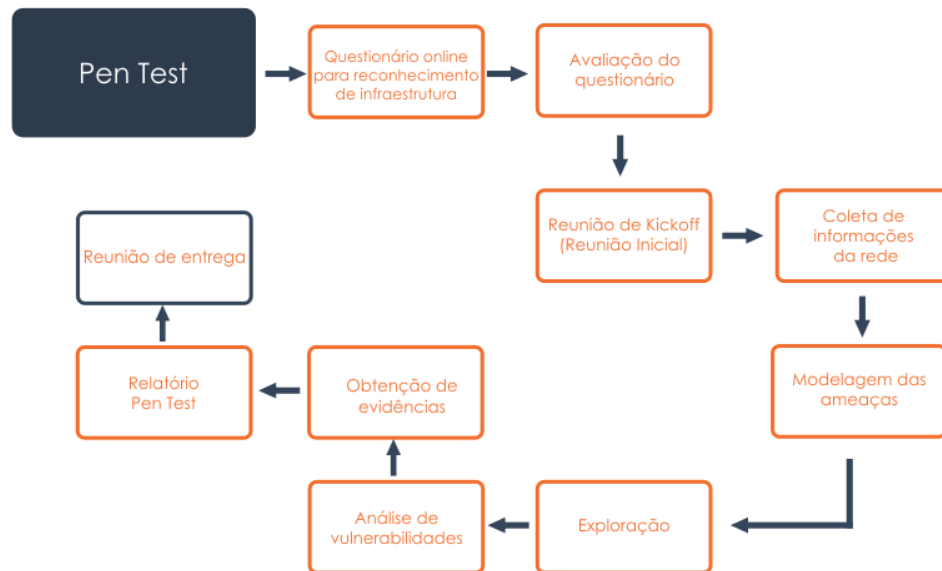 Pen Test
Questionário online
para reconhecimento
de infraestrutura
Avaliação do
questionário
Reunião de Kickoff
(Reunião Inicial)
Coleta de
informações
da rede
Modelagem das
ameaças
Exploração
Análise de
vulnerabilidades
Obtenção de
evidências
Relatório
Pen Test
Reunião de entrega